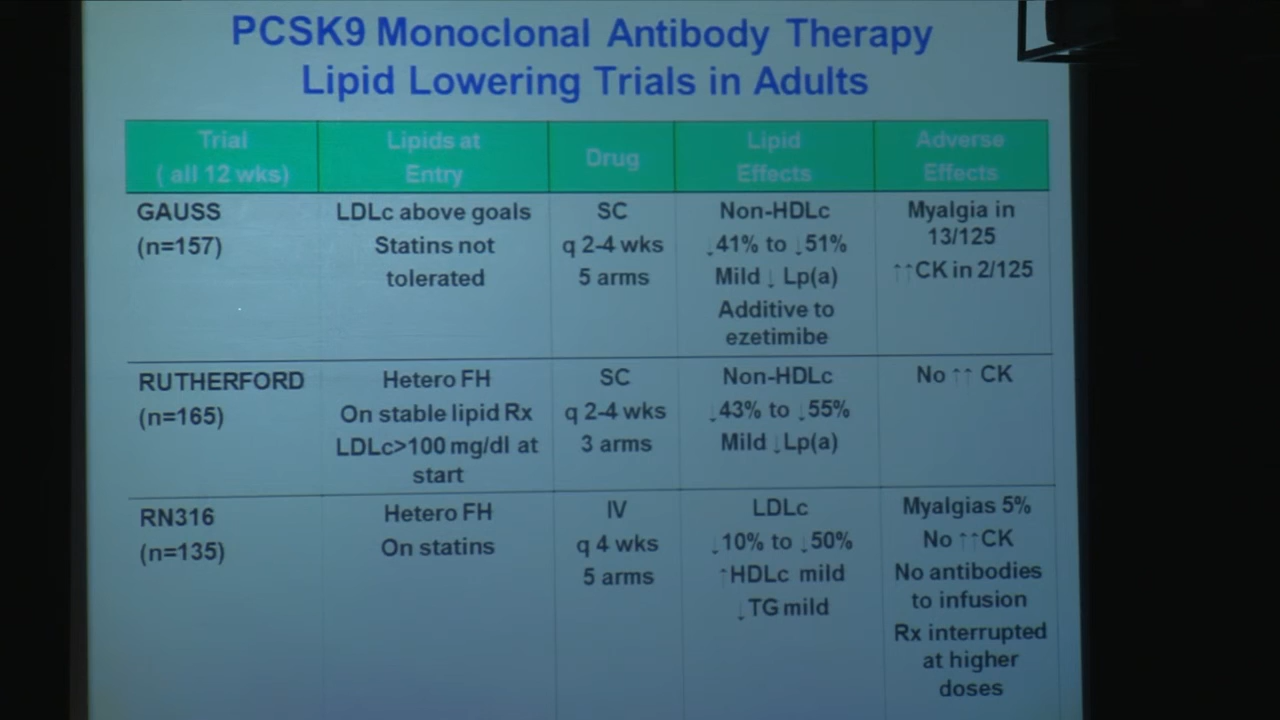 PCSK9 Monoclonal Antibody Therapy
Lipid Lowering Trials in Adults
Trial
( all 12 wks)
Lipids at
Entry
Drug
Lipid
Effects
Adverse
Effects
GAUSS
(n=157)
LDLc above goals
Statins not
tolerated
SC
q 2-4 wks
5 arms
Non-HDLc
↓41% to ↓51%
Mild ↓ Lp(a)
Additive to
ezetimibe
Myalgia in
13/125
↑↑CK in 2/125
RUTHERFORD
(n=165)
Hetero FH
On stable lipid Rx
LDLc>100 mg/dl at
start
SC
q 2-4 wks
3 arms
Non-HDLc
↓43% to ↓55%
Mild ↓Lp(a)
No ↑↑ CK
RN316
(n=135)
Hetero FH
On statins
IV
q 4 wks
5 arms
LDLc
↓10% to ↓50%
↑HDLc mild
↓TG mild
Myalgias 5%
No ↑↑CK
No antibodies
to infusion
Rx interrupted
at higher
doses